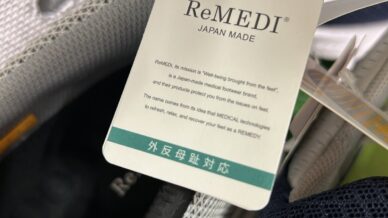 ReMEDI®
JAPAN MADE
ReMEDI, its mission is "Well-being brought from the feet",
is a Japan-made medical footwear brand,
and their products protect you from the issues on feet.
The name comes from its idea that MEDICAL technologies
to refresh, relax, and recover your feet as a REMEDY.
外反母趾対応
Re